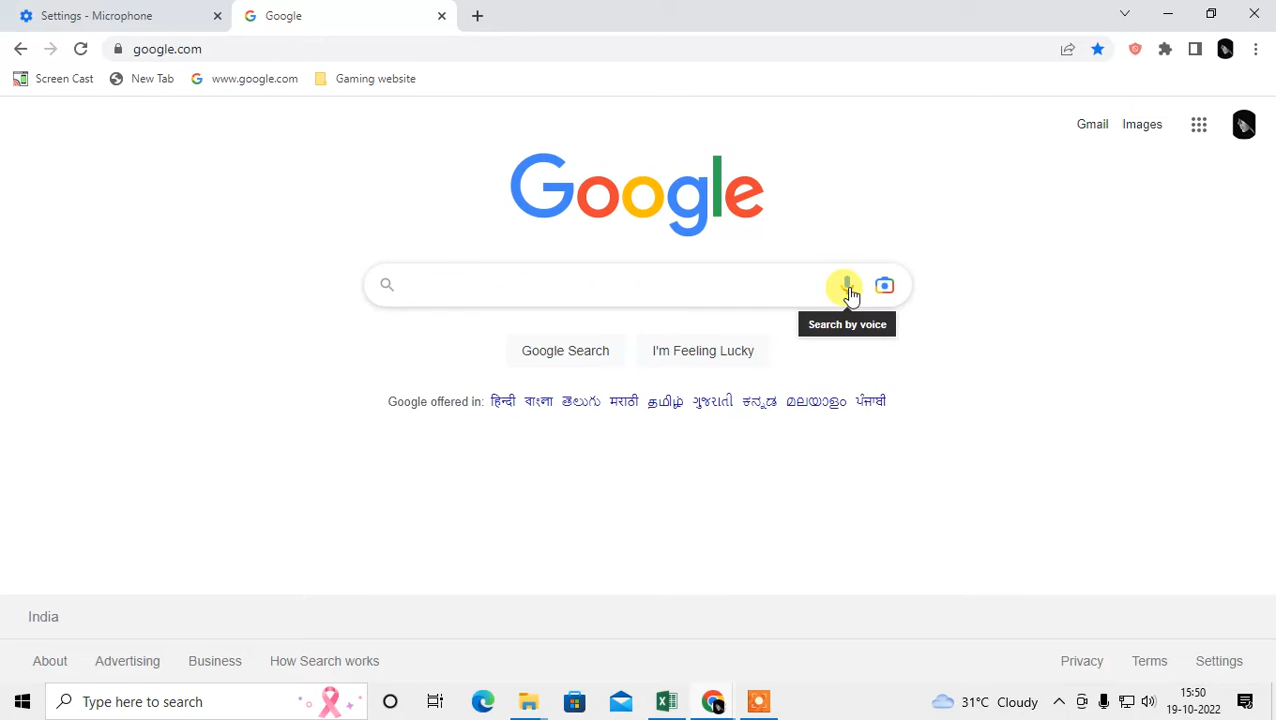 Settings - Microphone
Google
google.com
Screen Cast
New Tab
www.google.com
Gaming website
Gmail
Images
Google
Search by voice
Google Search
I'm Feeling Lucky
Google offered in: हिन्दी বাংলা తెలుగు मराठी தமிழ் ગુજરાતી ಕನ್ನಡ മലയാളം ਪੰਜਾਬੀ
India
About
Advertising
Business
How Search works
Privacy
Terms
Settings
Type here to search
31°C Cloudy
15:50
19-10-2022